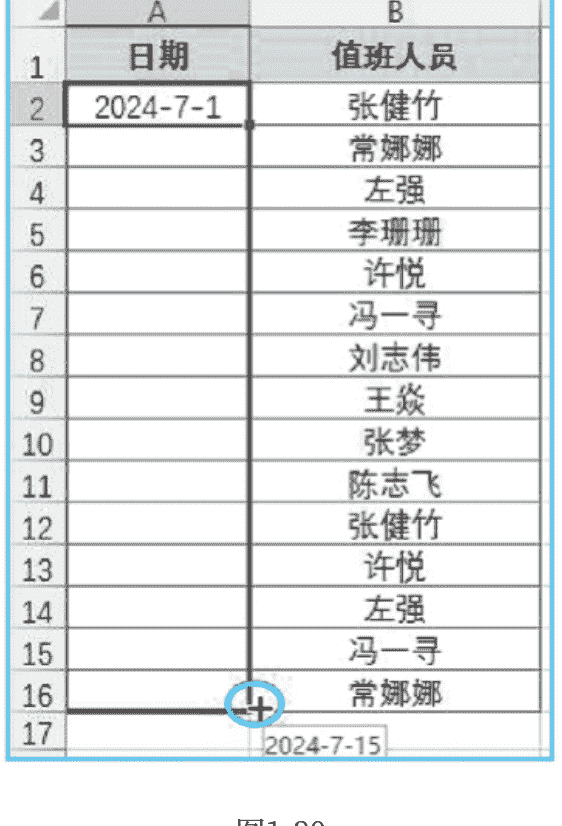 A B
1 日期 值班人员
2 2024-7-1 张健竹
3 常娜娜
4 左强
5 李珊珊
6 许悦
7 冯一寻
8 刘志伟
9 王焱
10 张梦
11 陈志飞
12 张健竹
13 许悦
14 左强
15 冯一寻
16 常娜娜
17
2024-7-15